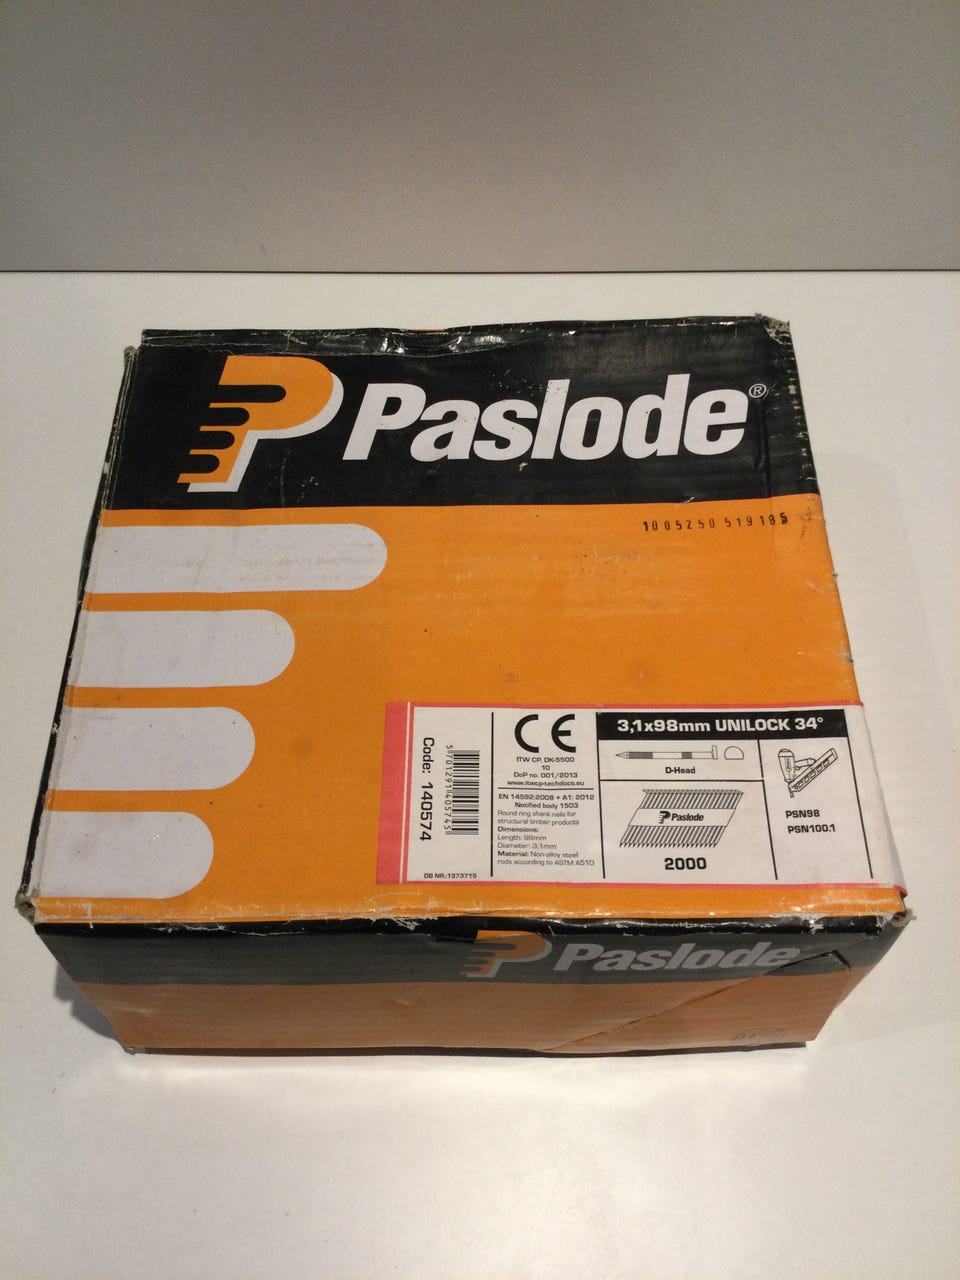 Paslode®
1005250 519185
Code: 140574
5701291405745
DB NR.:1373715
CE
ITW CP, DK-5500
10
DoP no. 001/2013
www.itwcp-techdocs.eu
EN 14592:2008 + A1: 2012
Notified body 1503
Round ring shank nails for
structural timber products
Dimensions:
Length: 98mm
Diameter: 3,1mm
Material: Non-alloy steel
rods according to ASTM A510
3,1x98mm UNILOCK 34°
D-Head
Paslode
2000
PSN98
PSN100.1
Paslode